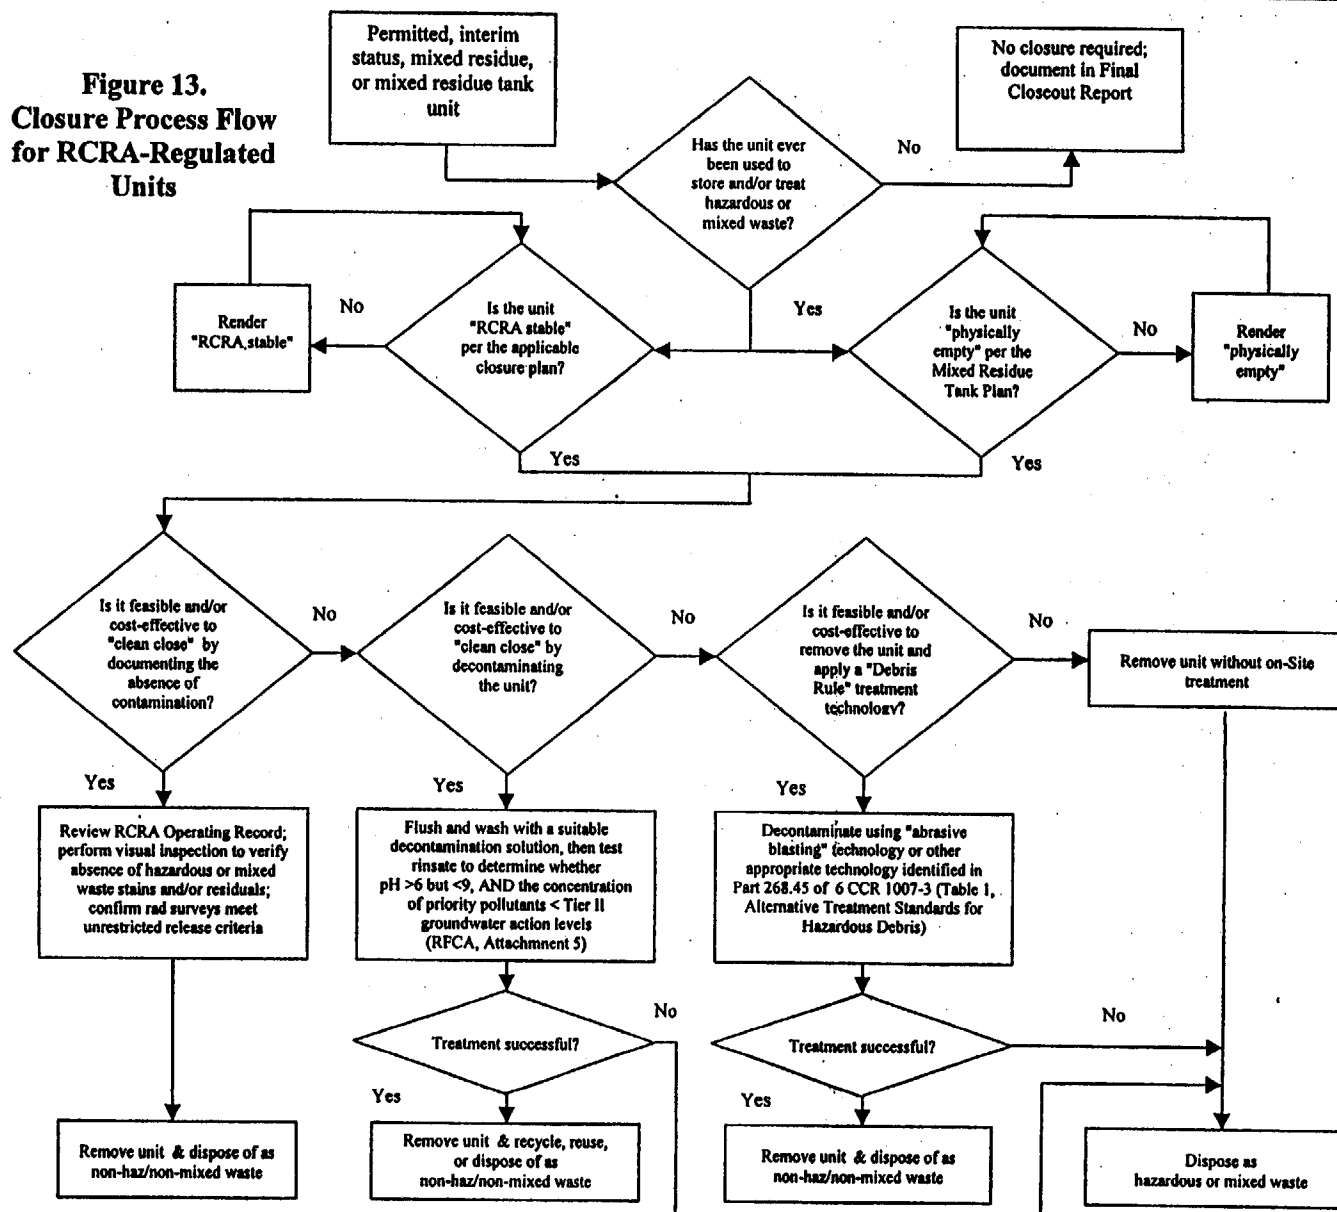 Figure 13.
Closure Process Flow
for RCRA-Regulated
Units
Permitted, interim
status, mixed residue,
or mixed residue tank
unit
No closure required;
document in Final
Closeout Report
Has the unit ever
been used to
store and/or treat
hazardous or
mixed waste?
No
Yes
Render
"RCRA stable"
No
Is the unit
"RCRA stable"
per the applicable
closure plan?
Yes
Is the unit
"physically
empty" per the
Mixed Residue
Tank Plan?
No
Render
"physically
empty"
Yes
Is it feasible and/or
cost-effective to
"clean close" by
documenting the
absence of
contamination?
No
Is it feasible and/or
cost-effective to
"clean close" by
decontaminating
the unit?
No
Is it feasible and/or
cost-effective to
remove the unit and
apply a "Debris
Rule" treatment
technology?
No
Remove unit without on-Site
treatment
Yes
Yes
Yes
Review RCRA Operating Record;
perform visual inspection to verify
absence of hazardous or mixed
waste stains and/or residuals;
confirm rad surveys meet
unrestricted release criteria
Flush and wash with a suitable
decontamination solution, then test
rinsate to determine whether
pH >6 but <9, AND the concentration
of priority pollutants < Tier II
groundwater action levels
(RFCA, Attachmnent 5)
Decontaminate using "abrasive
blasting" technology or other
appropriate technology identified in
Part 268.45 of 6 CCR 1007-3 (Table 1,
Alternative Treatment Standards for
Hazardous Debris)
Treatment successful?
No
Treatment successful?
No
Yes
Yes
Remove unit & dispose of as
non-haz/non-mixed waste
Remove unit & recycle, reuse,
or dispose of as
non-haz/non-mixed waste
Remove unit & dispose of as
non-haz/non-mixed waste
Dispose as
hazardous or mixed waste